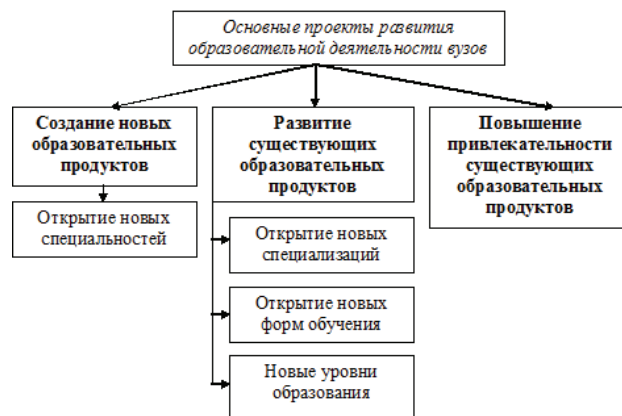 Основные проекты развития
образовательной деятельности вузов
Создание новых
образовательных
продуктов
Открытие новых
специальностей
Развитие
существующих
образовательных
продуктов
Открытие новых
специализаций
Открытие новых
форм обучения
Новые уровни
образования
Повышение
привлекательности
существующих
образовательных
продуктов